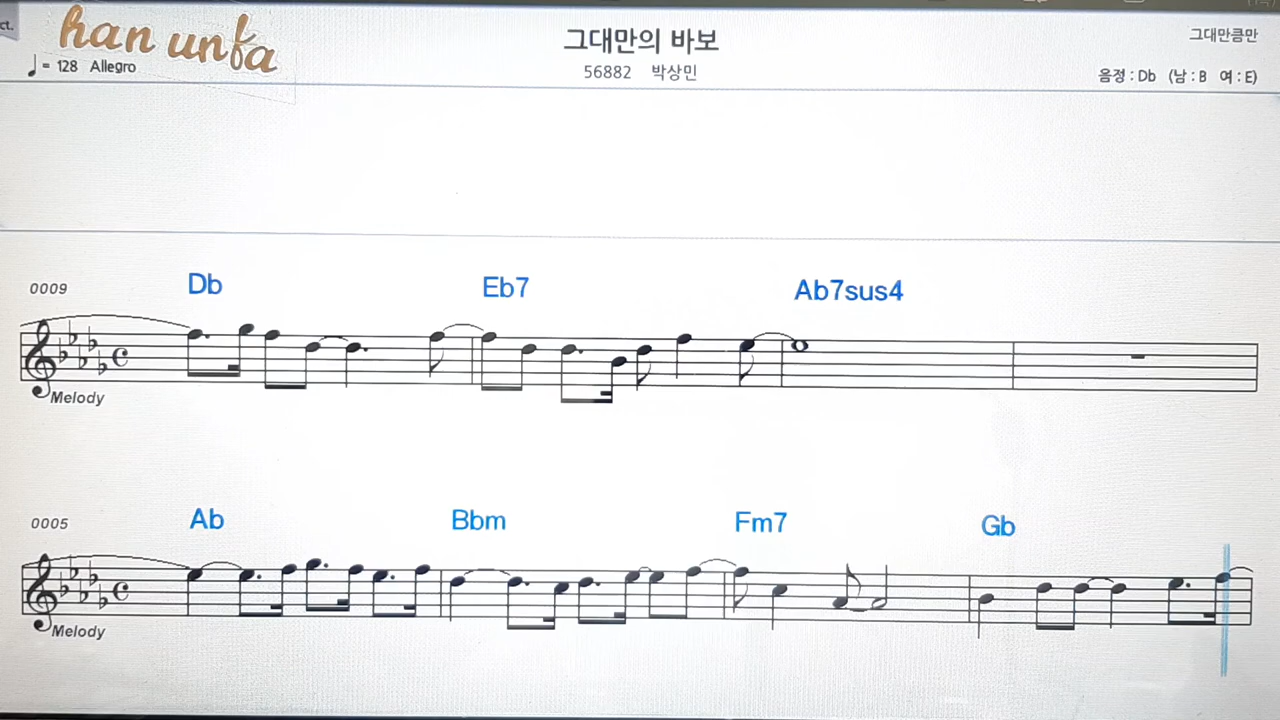 ct.
han unfa
♩ = 128 Allegro
그대만의 바보
56882 박상민
그대만큼만
음정 : Db (남 : B 여 : E)
0009
Db Eb7 Ab7sus4
Melody
0005
Ab Bbm Fm7 Gb
Melody